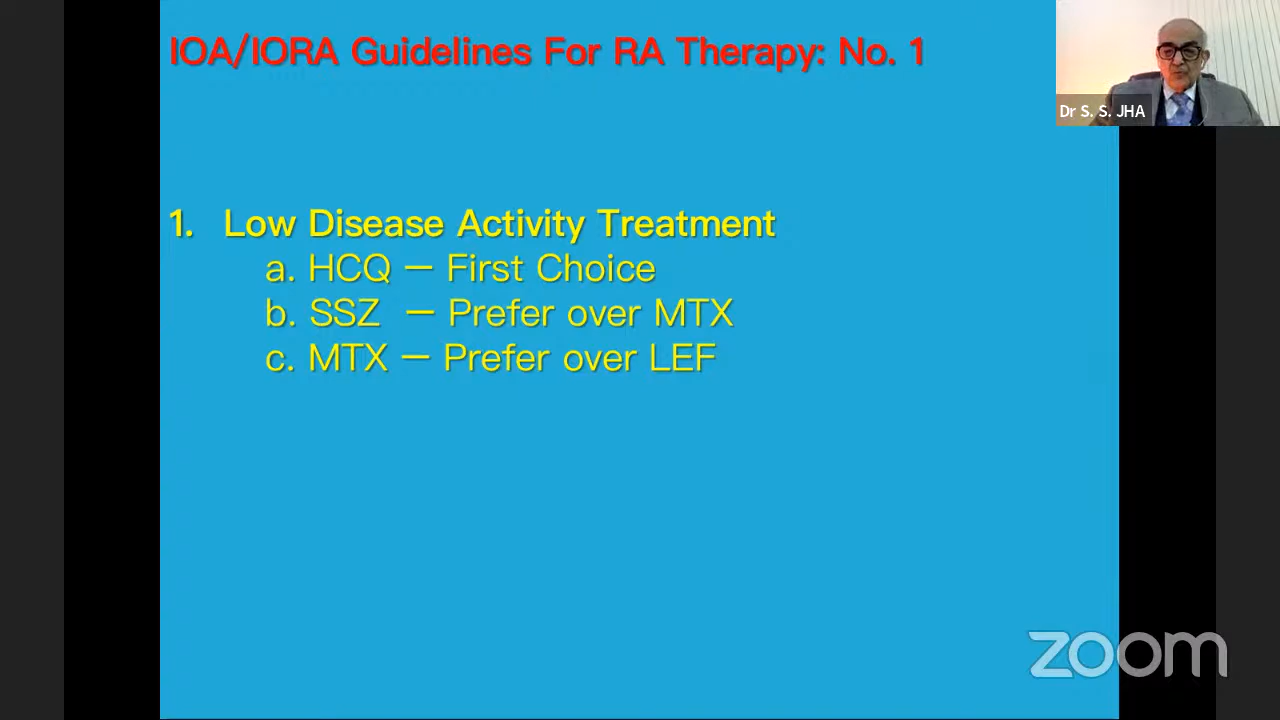 IOA/IORA Guidelines For RA Therapy: No. 1
Dr S. S. JHA
1. Low Disease Activity Treatment
a. HCQ — First Choice
b. SSZ — Prefer over MTX
c. MTX — Prefer over LEF
zoom